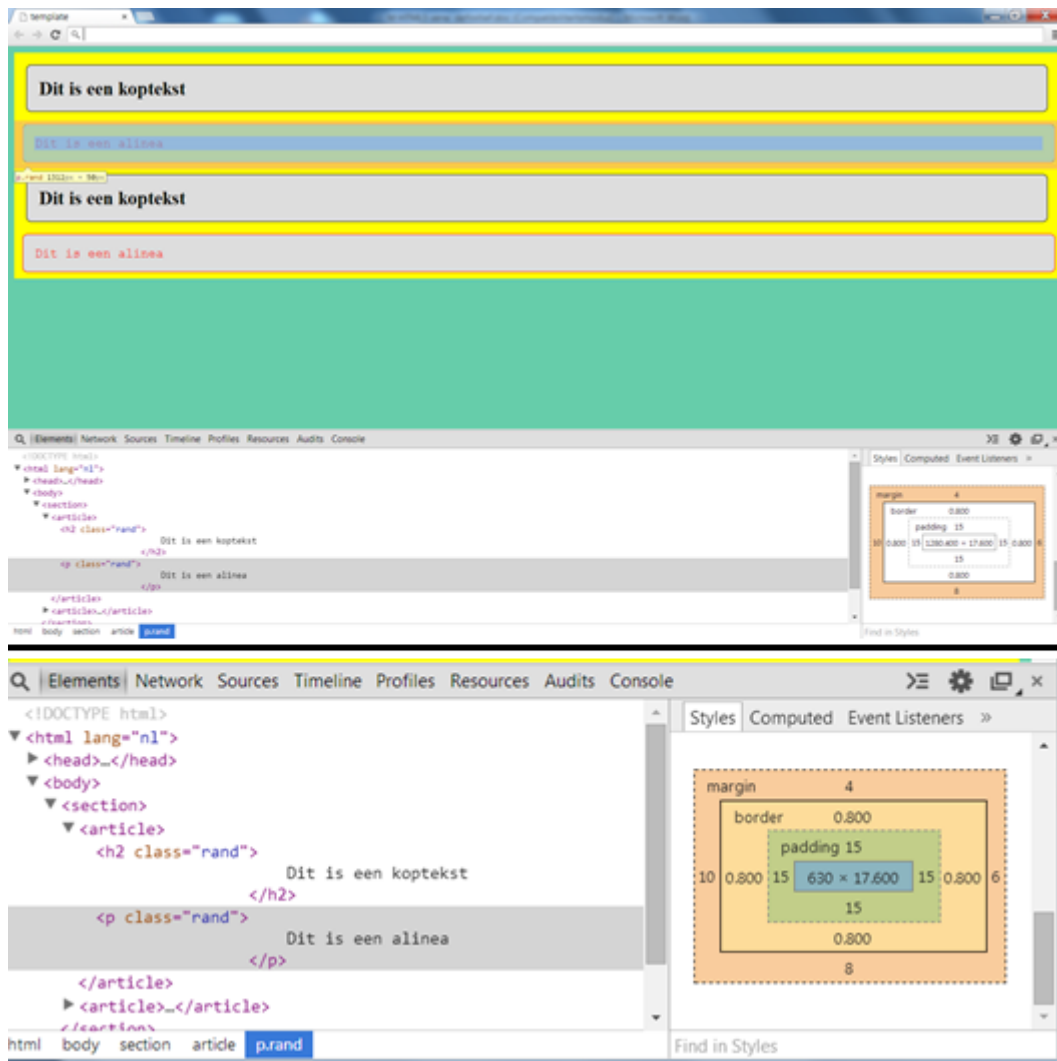 template
Dit is een koptekst
Dit is een alinea
p.rand 1312px × 50px
Dit is een koptekst
Dit is een alinea
Elements Network Sources Timeline Profiles Resources Audits Console
<!DOCTYPE html>
<html lang="nl">
<head>…</head>
<body>
<section>
<article>
<h2 class="rand">
Dit is een koptekst
</h2>
<p class="rand">
Dit is een alinea
</p>
</article>
<article>…</article>
</section>
html body section article p.rand
Styles Computed Event Listeners »
margin 4
border 0.800
padding 15
10 0.800 15 1280.400 × 17.600 15 0.800 6
15
0.800
8
Find in Styles
Elements Network Sources Timeline Profiles Resources Audits Console
<!DOCTYPE html>
<html lang="nl">
<head>…</head>
<body>
<section>
<article>
<h2 class="rand">
Dit is een koptekst
</h2>
<p class="rand">
Dit is een alinea
</p>
</article>
<article>…</article>
</section>
html body section article p.rand
Styles Computed Event Listeners »
margin 4
border 0.800
padding 15
10 0.800 15 630 × 17.600 15 0.800 6
15
0.800
8
Find in Styles